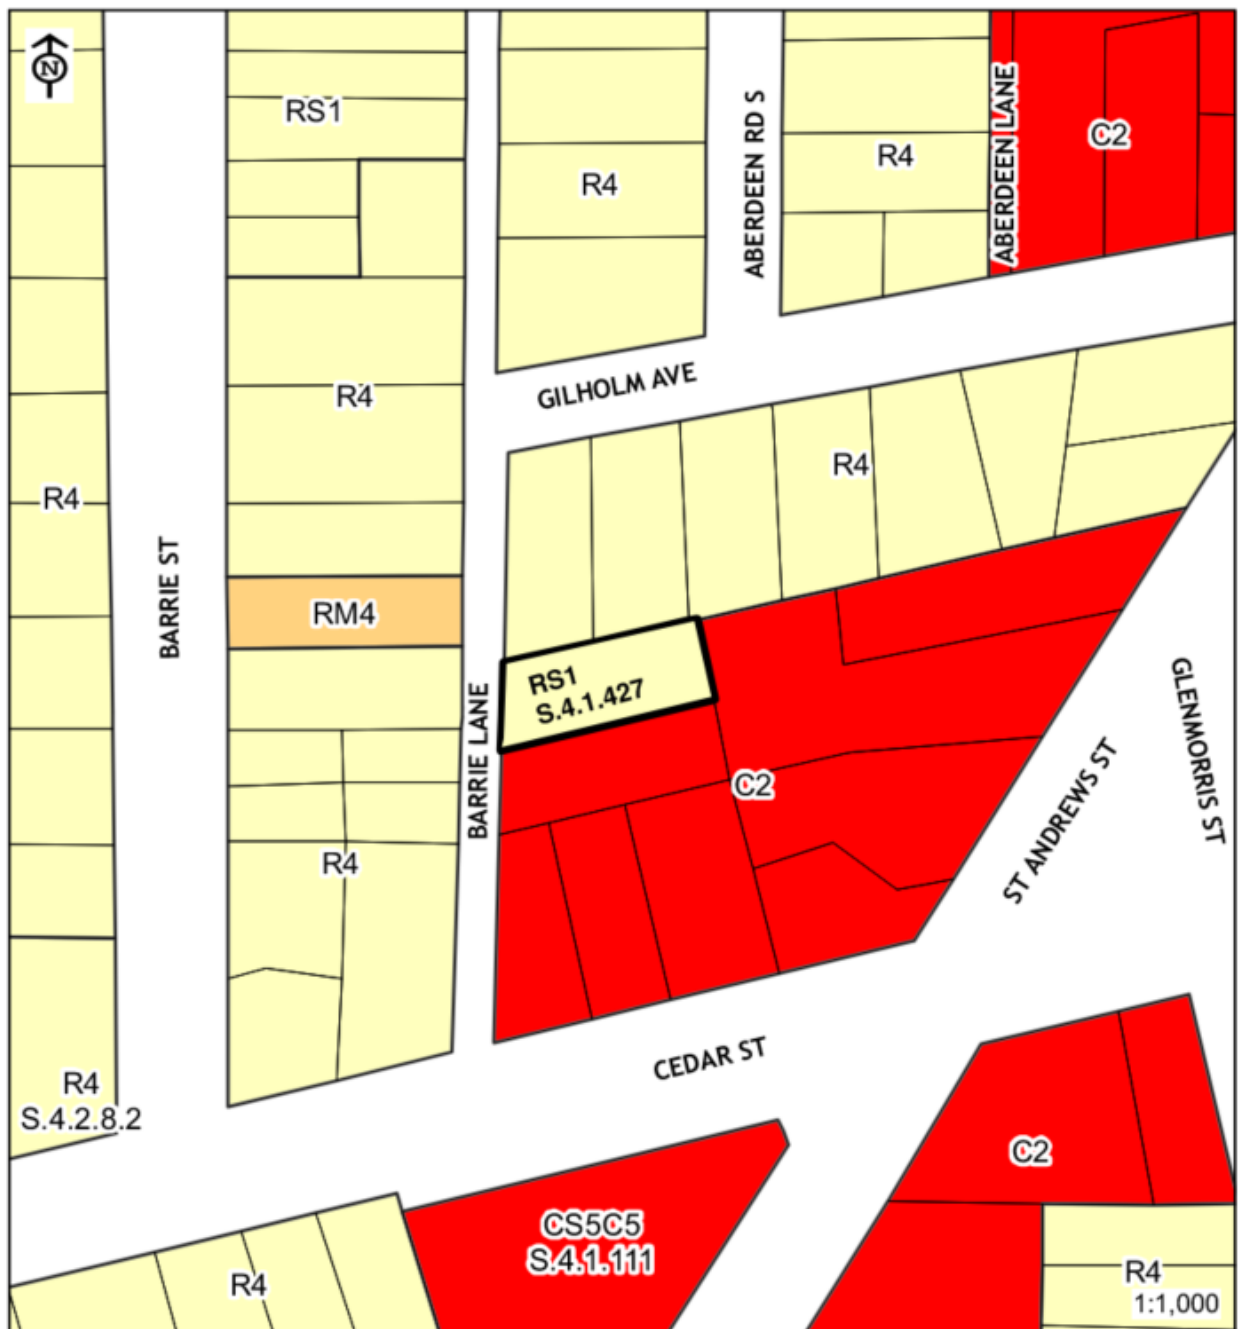 N
RS1
R4
ABERDEEN RD S
R4
ABERDEEN LANE
C2
GILHOLM AVE
R4
R4
R4
BARRIE ST
RM4
RS1
S.4.1.427
BARRIE LANE
GLENMORRIS ST
C2
ST ANDREWS ST
R4
CEDAR ST
R4
S.4.2.8.2
C2
CS5C5
S.4.1.111
R4
R4
1:1,000